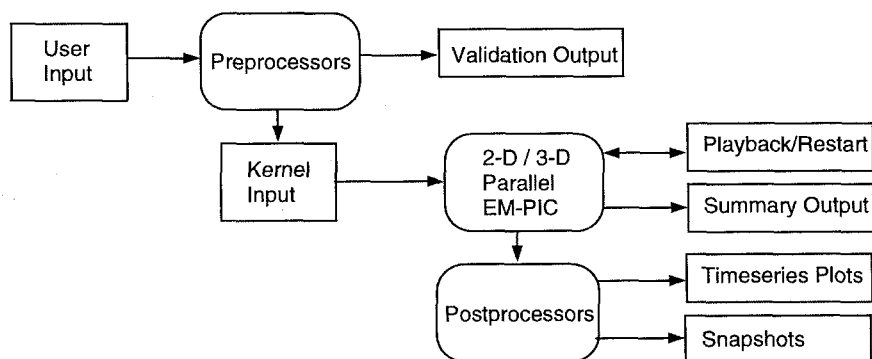 User
Input
Preprocessors
Validation Output
Kernel
Input
2-D / 3-D
Parallel
EM-PIC
Playback/Restart
Summary Output
Postprocessors
Timeseries Plots
Snapshots